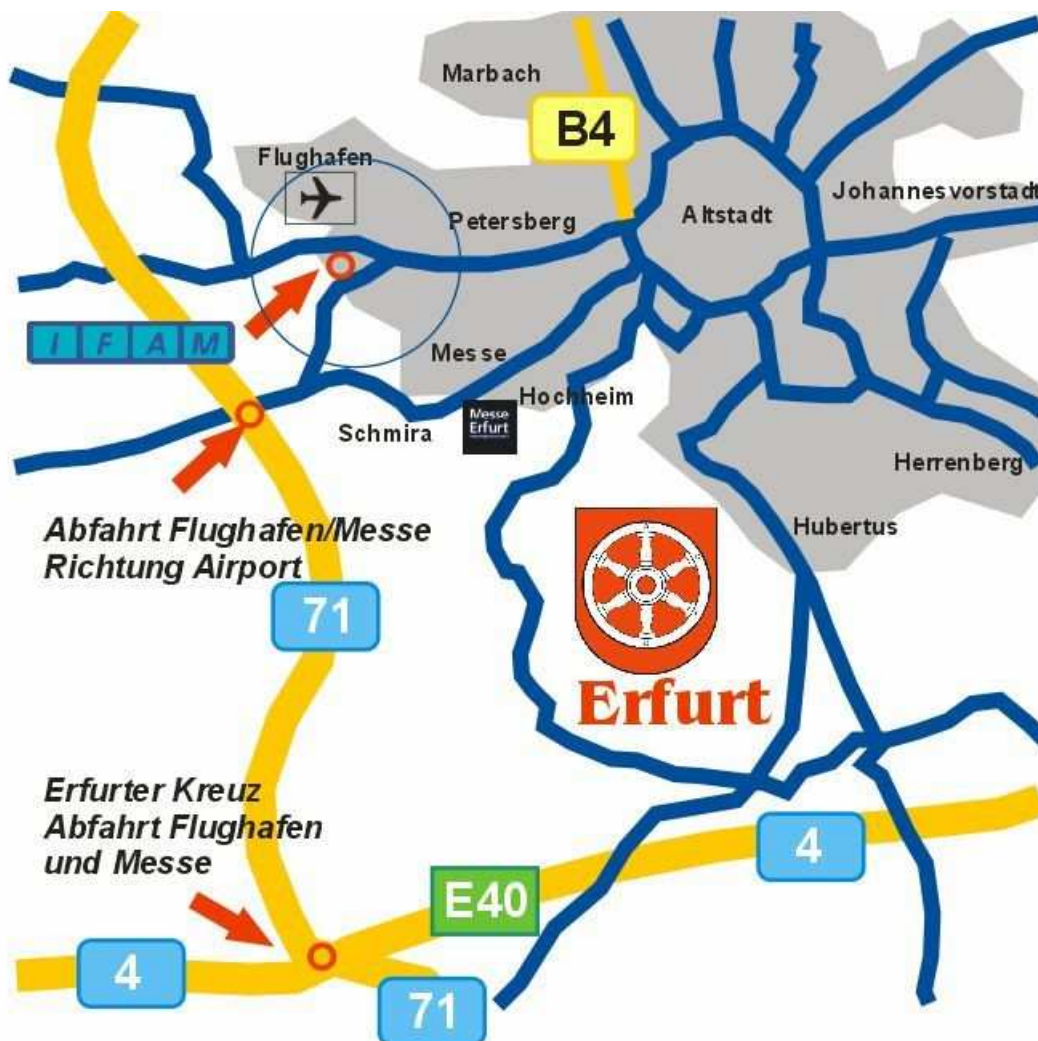 Marbach
B4
Flughafen
Johannesvorstadt
Petersberg
Altstadt
I F A M
Messe
Hochheim
Messe
Erfurt
Schmira
Herrenberg
Abfahrt Flughafen/Messe
Richtung Airport
Hubertus
71
Erfurt
Erfurter Kreuz
Abfahrt Flughafen
und Messe
4
E40
4
71